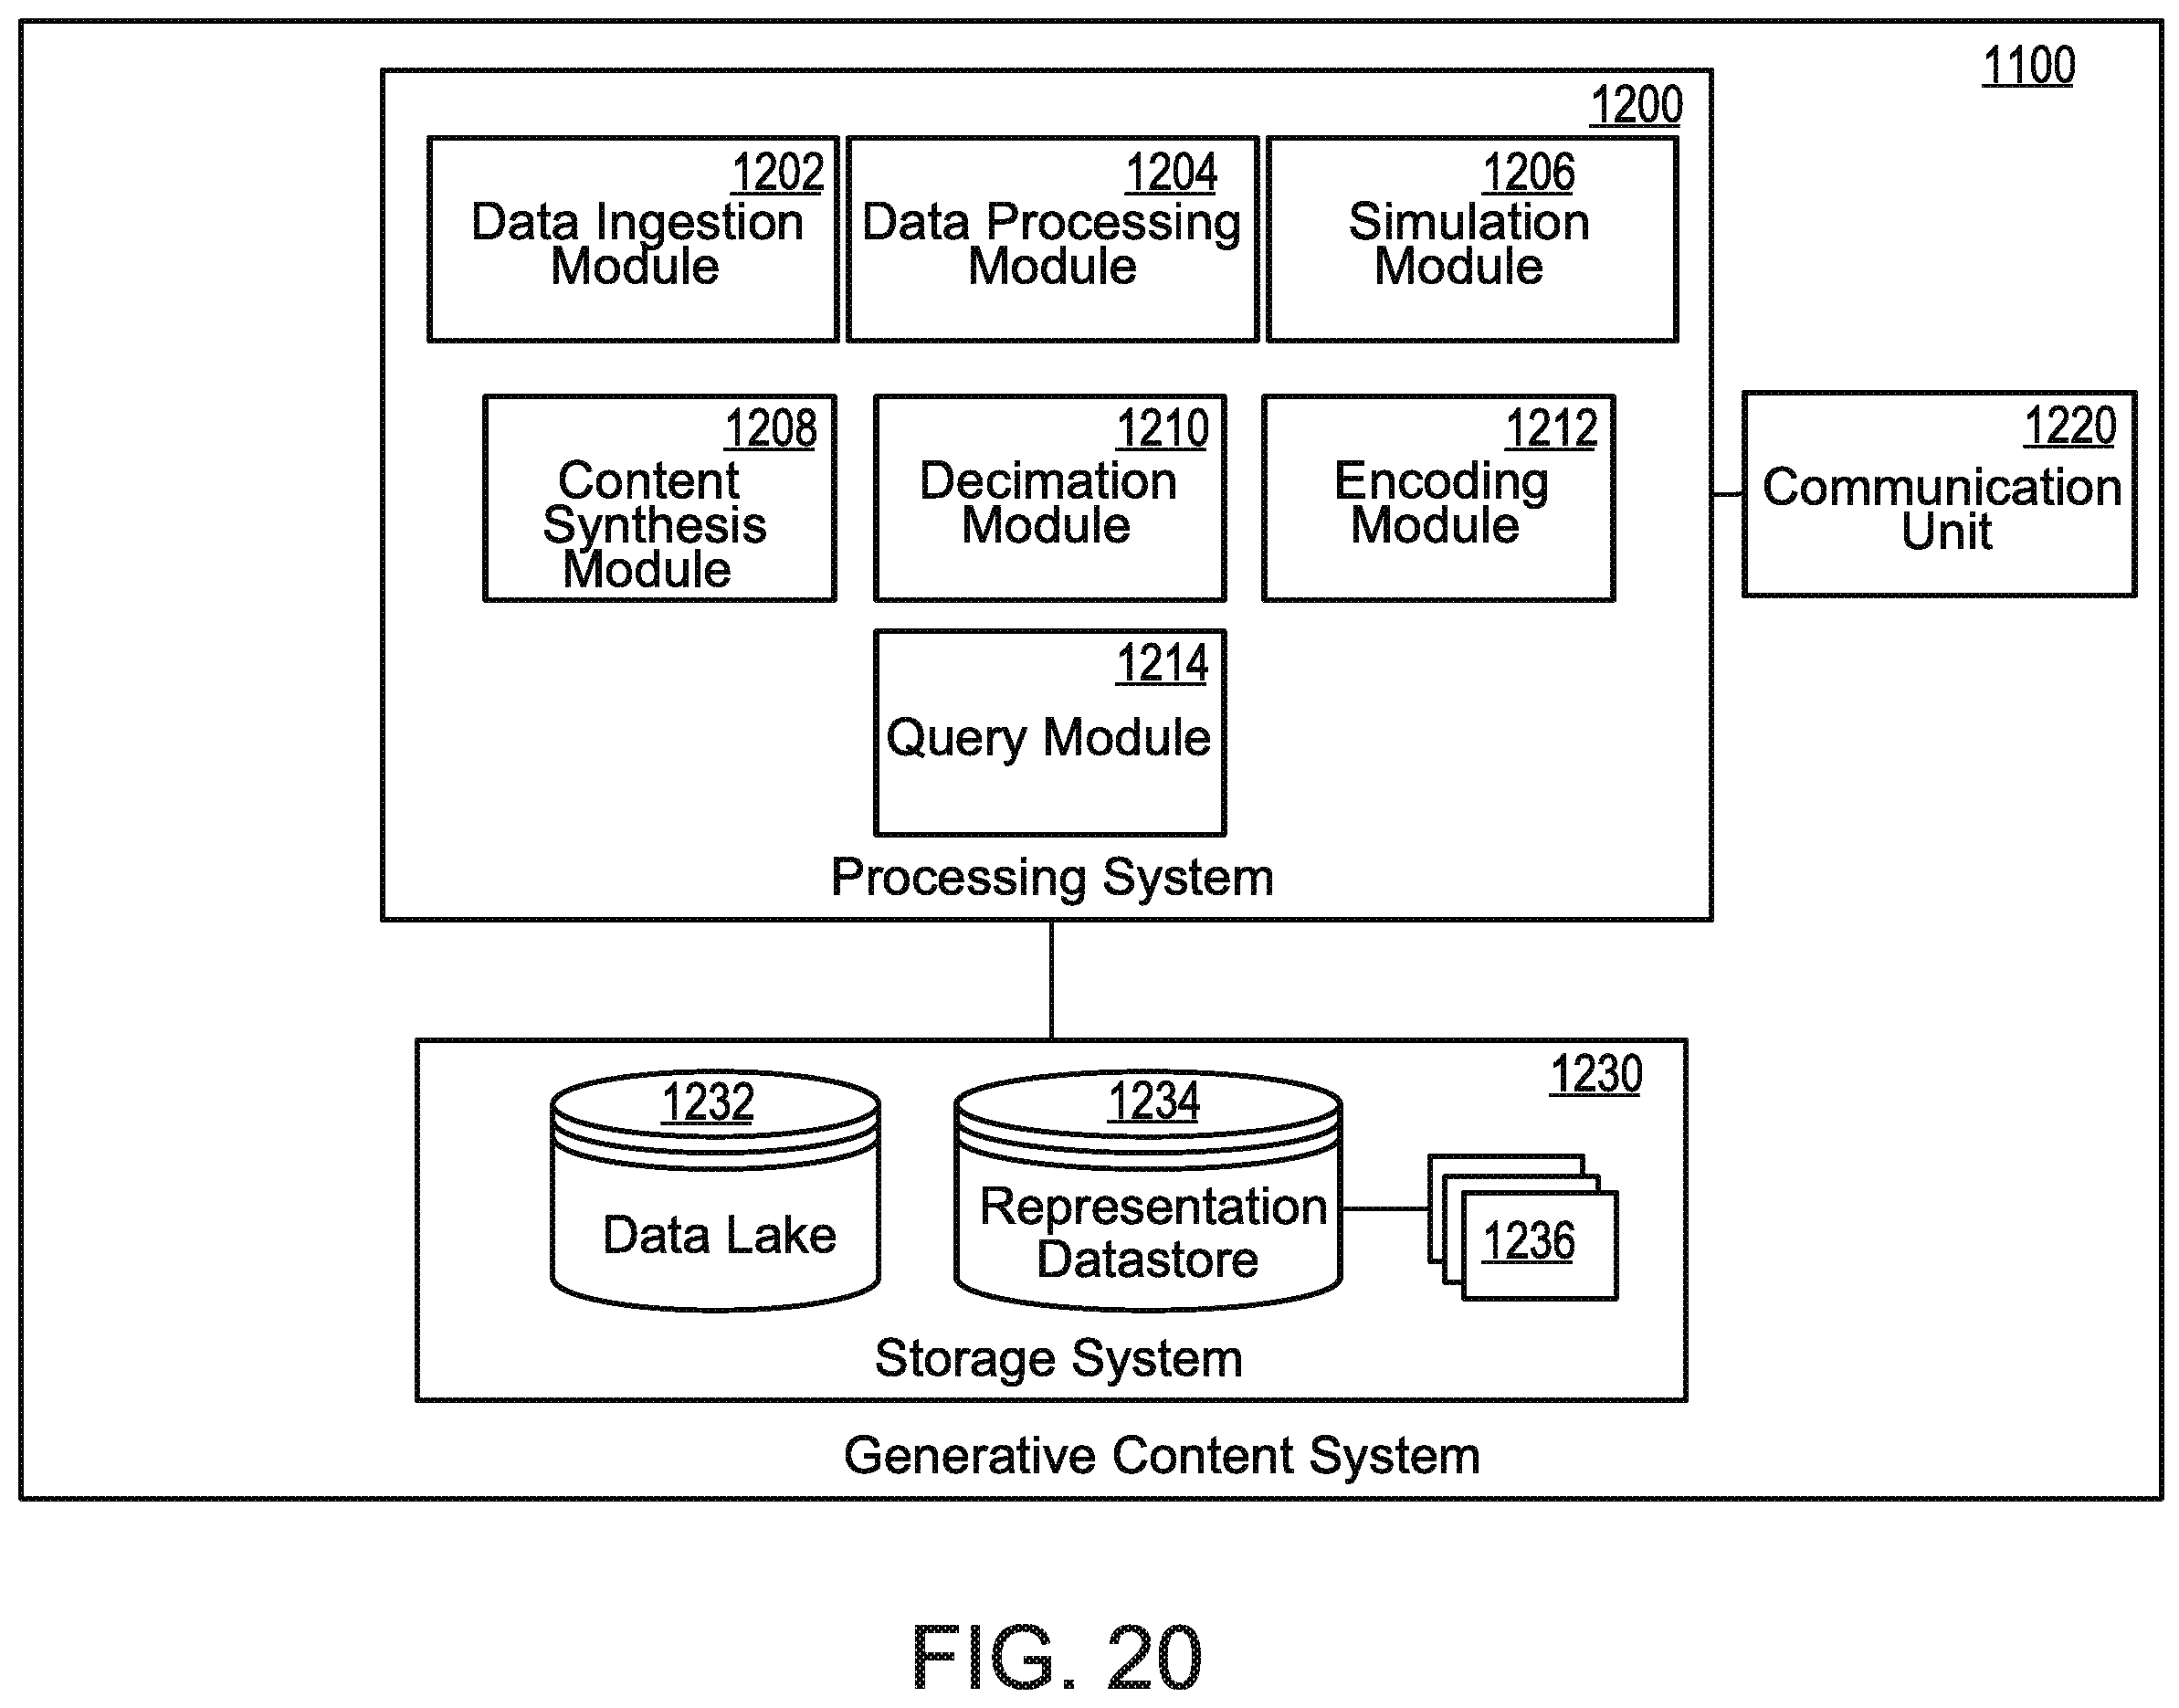 1100
1200
1202
Data Ingestion
Module
1204
Data Processing
Module
1206
Simulation
Module
1208
Content
Synthesis
Module
1210
Decimation
Module
1212
Encoding
Module
1220
Communication
Unit
1214
Query Module
Processing System
1230
1232
Data Lake
1234
Representation
Datastore
1236
Storage System
Generative Content System
FIG. 20